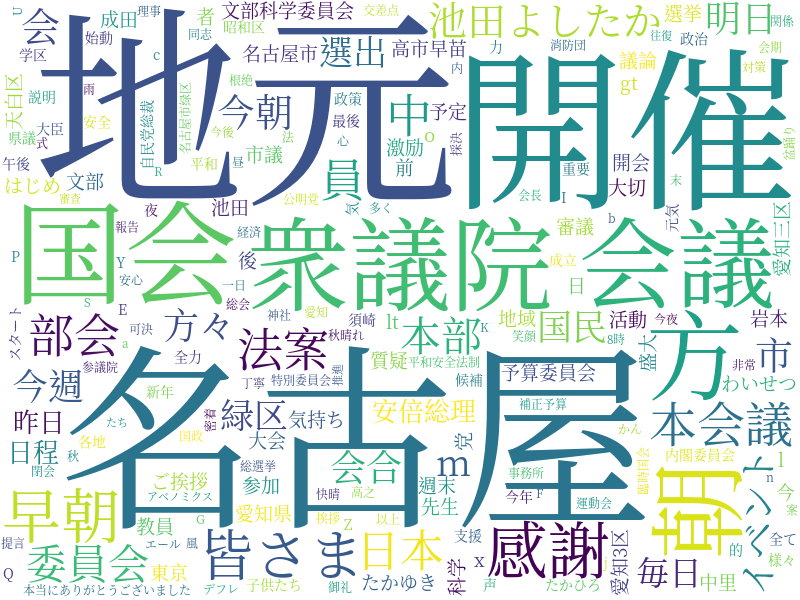 会
成田
理事
者
学区
始動
c
同志
文部科学委員会
昭和区
交差点
池田よしたか
選挙
往復
関係
明日
消防団
会期
地元
開催
名古屋市
選出
高市早苗
力
政治
議論
gt
対策
内
天白区
説明
雨
根絶
今朝
中
政策
予定
県議
大臣
式
安全
名古屋市緑区
自民党総裁
今後
最後
激励
o
採決
法
心
午後
平和
昼
市議
員
前
開会
重要
大切
会長
I
末
盆踊り
はじめ
文部
R
審査
夜
池田
公明党
気
多く
b
元気
愛知三区
国会
衆議院
会議
報告
経済
後
審議
成立
日
P
Y
安心
一日
S
E
総会
愛知
lt
地域
今夜
岩本
スタート
部会
可決
方々
神社
須崎
秋晴れ
本部
K
国民
活動
笑顔
8時
方
市
参議院
a
全力
法案
質疑
平和安全法制
盛大
わいせつ
今週
丁寧
特別委員会
候補
予算委員会
非常
昨日
新年
緑区
密着
気持ち
安倍総理
補正予算
本会議
名古屋
たち
日程
各地
国政
大会
会合
m
党
かん
朝
イベント
秋
閉会
総選挙
ご挨拶
参加
週末
先生
事務所
内閣委員会
臨時国会
l
n
今
案
早朝
アベノミクス
快晴
高之
今年
F
運動会
教員
G
愛知県
挨拶
以上
Z
支援
提言
エール
風
皆さま
日本
感謝
x
科学
愛知3区
毎日
的
全て
様々
委員会
Q
東京
たかゆき
声
たかひろ
中里
本当にありがとうございました
デフレ
子供たち
御礼